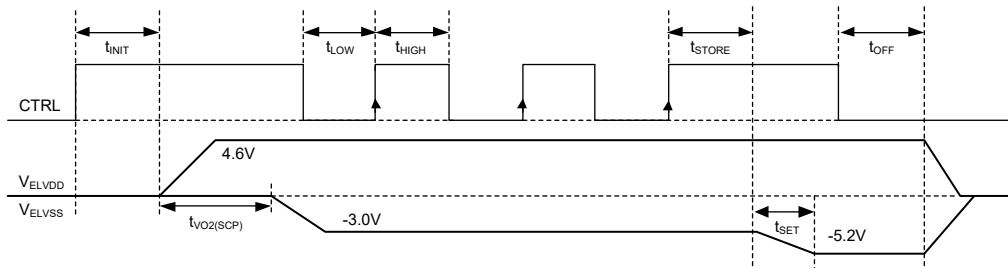 tINIT
tLOW
tHIGH
tSTORE
tOFF
CTRL
4.6V
VELVDD
VELVSS
tVO2(SCP)
-3.0V
tSET
-5.2V